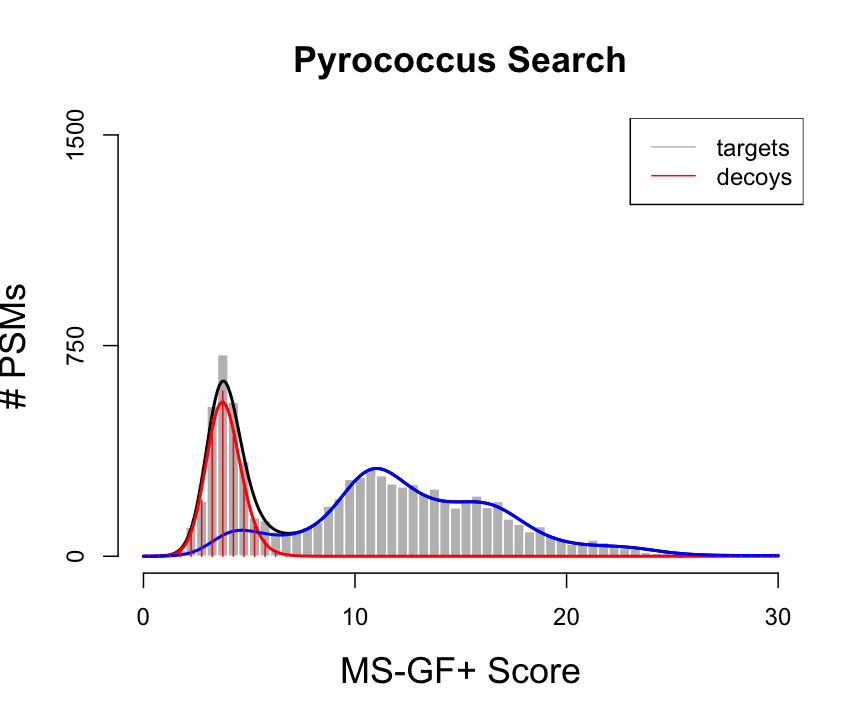 Pyrococcus Search
targets
decoys
# PSMs
1500
750
0
0 10 20 30
MS-GF+ Score